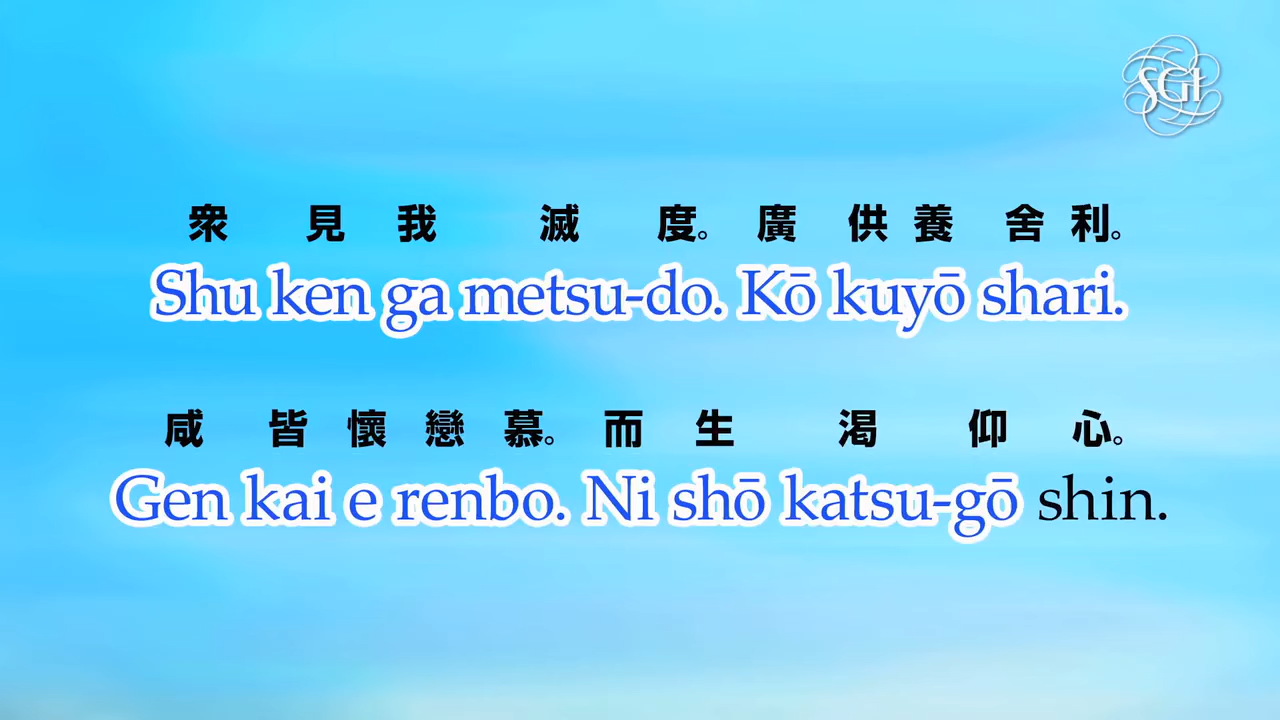 SGI
衆見我滅度。廣供養舍利。
Shu ken ga metsu-do. Kō kuyō shari.
咸皆懷戀慕。而生渇仰心。
Gen kai e renbo. Ni shō katsu-gō shin.